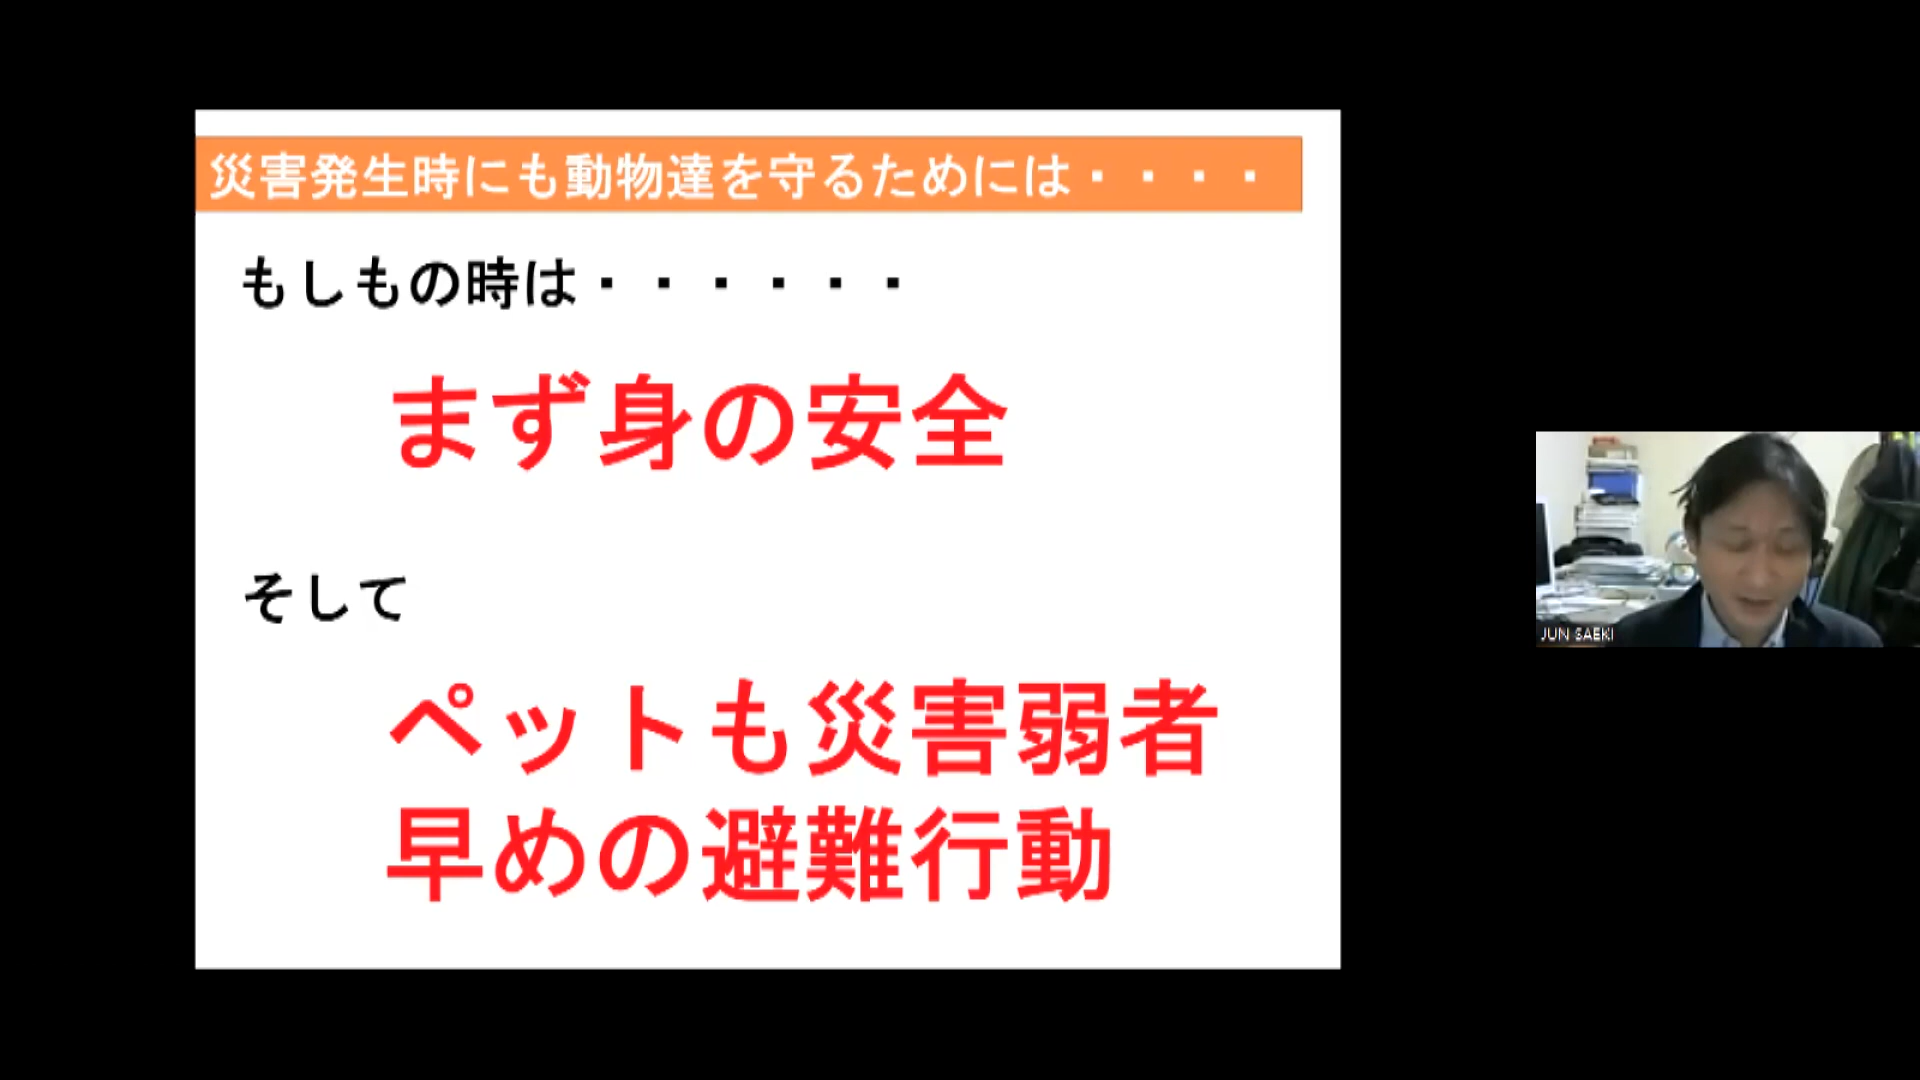 災害発生時にも動物達を守るためには・・・・
もしもの時は・・・・・・
まず身の安全
そして
ペットも災害弱者
早めの避難行動
JUN SAEKI